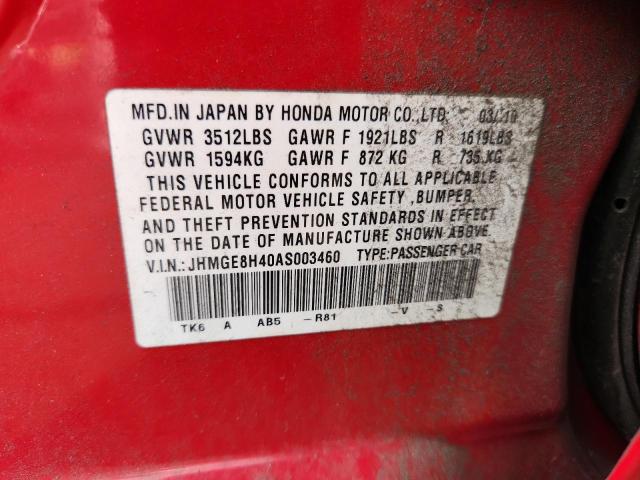 MFD.IN JAPAN BY HONDA MOTOR CO.,LTD. 03/10
GVWR 3512LBS GAWR F 1921LBS R 1619LBS
GVWR 1594KG GAWR F 872 KG R 735 KG
THIS VEHICLE CONFORMS TO ALL APPLICABLE
FEDERAL MOTOR VEHICLE SAFETY ,BUMPER,
AND THEFT PREVENTION STANDARDS IN EFFECT
ON THE DATE OF MANUFACTURE SHOWN ABOVE.
V.I.N.: JHMGE8H40AS003460 TYPE:PASSENGER CAR
TK6 A AB5 -R81 -V -S